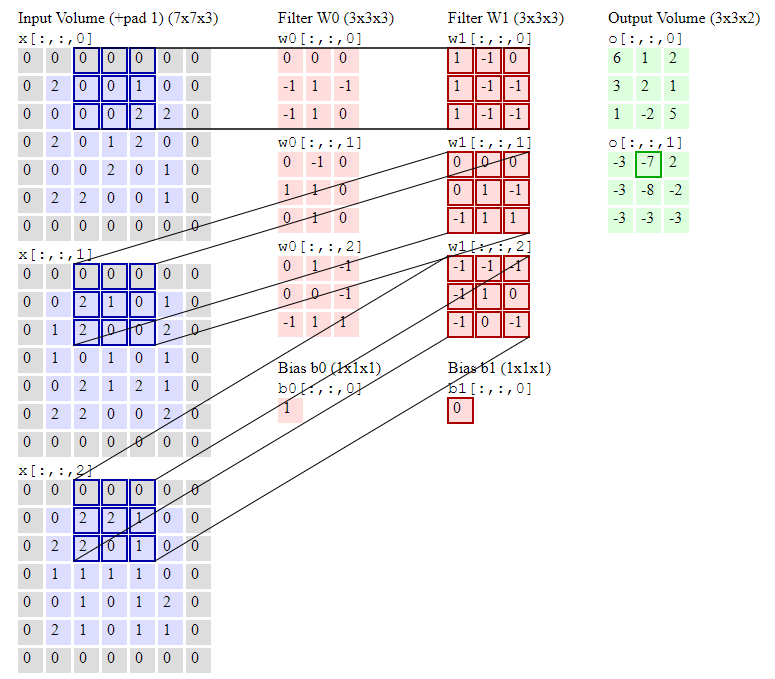 Input Volume (+pad 1) (7x7x3)
x[:,:,0]
0 0 0 0 0 0 0
0 2 0 0 1 0 0
0 0 0 0 2 2 0
0 2 0 1 2 0 0
0 0 0 2 0 1 0
0 2 2 0 0 1 0
0 0 0 0 0 0 0
x[:,:,1]
0 0 0 0 0 0 0
0 0 2 1 0 1 0
0 1 2 0 0 2 0
0 1 0 1 0 1 0
0 0 2 1 2 1 0
0 2 2 0 0 2 0
0 0 0 0 0 0 0
x[:,:,2]
0 0 0 0 0 0 0
0 0 2 2 1 0 0
0 2 2 0 1 0 0
0 1 1 1 1 0 0
0 0 1 0 1 2 0
0 2 1 0 1 1 0
0 0 0 0 0 0 0
Filter W0 (3x3x3)
w0[:,:,0]
0 0 0
-1 1 -1
-1 1 0
w0[:,:,1]
0 -1 0
1 1 0
0 1 0
w0[:,:,2]
0 1 -1
0 0 -1
-1 1 1
Bias b0 (1x1x1)
b0[:,:,0]
1
Filter W1 (3x3x3)
w1[:,:,0]
1 -1 0
1 -1 -1
1 -1 -1
w1[:,:,1]
0 0 0
0 1 -1
-1 1 1
w1[:,:,2]
-1 -1 -1
-1 1 0
-1 0 -1
Bias b1 (1x1x1)
b1[:,:,0]
0
Output Volume (3x3x2)
o[:,:,0]
6 1 2
3 2 1
1 -2 5
o[:,:,1]
-3 -7 2
-3 -8 -2
-3 -3 -3